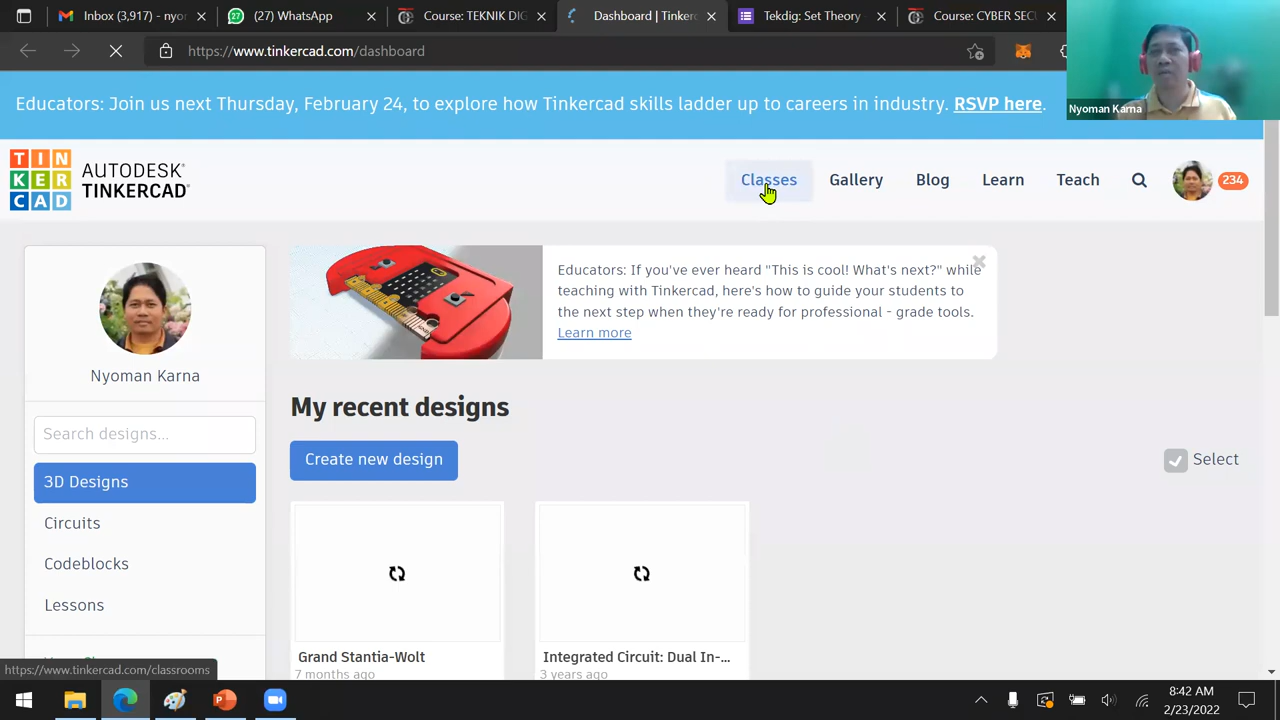 Inbox (3,917) - nyo
(27) WhatsApp
Course: TEKNIK DIG
Dashboard | Tinker
Tekdig: Set Theory
Course: CYBER SEC
https://www.tinkercad.com/dashboard
Nyoman Karna
Educators: Join us next Thursday, February 24, to explore how Tinkercad skills ladder up to careers in industry. RSVP here.
TIN
KER
CAD
AUTODESK
TINKERCAD
Classes
Gallery
Blog
Learn
Teach
234
Nyoman Karna
Search designs...
3D Designs
Circuits
Codeblocks
Lessons
Educators: If you've ever heard "This is cool! What's next?" while
teaching with Tinkercad, here's how to guide your students to
the next step when they're ready for professional - grade tools.
Learn more
My recent designs
Create new design
Select
Grand Stantia-Wolt
7 months ago
Integrated Circuit: Dual In-...
3 years ago
https://www.tinkercad.com/classrooms
8:42 AM
2/23/2022